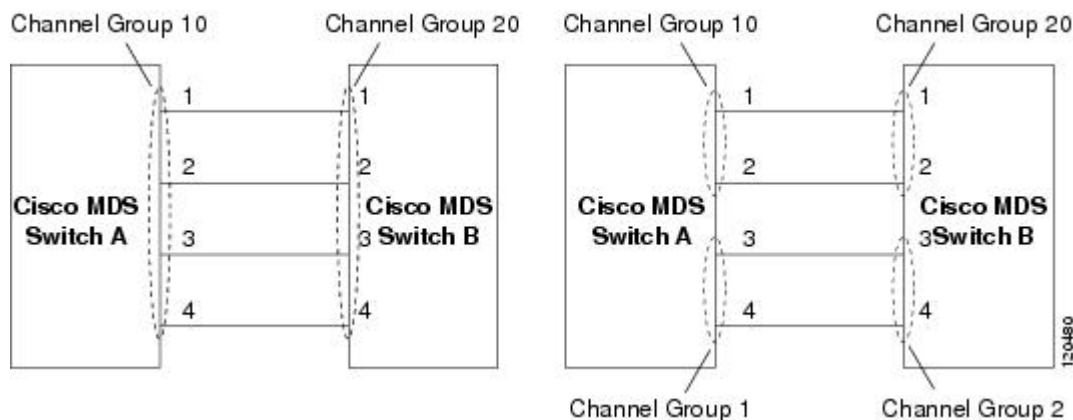 Channel Group 10
Channel Group 20
1
1
2
2
Cisco MDS
Switch A
Cisco MDS
Switch B
3
3
4
4
Channel Group 10
Channel Group 20
1
1
2
2
Cisco MDS
Switch A
Cisco MDS
Switch B
3
3
4
4
Channel Group 1
Channel Group 2
120480